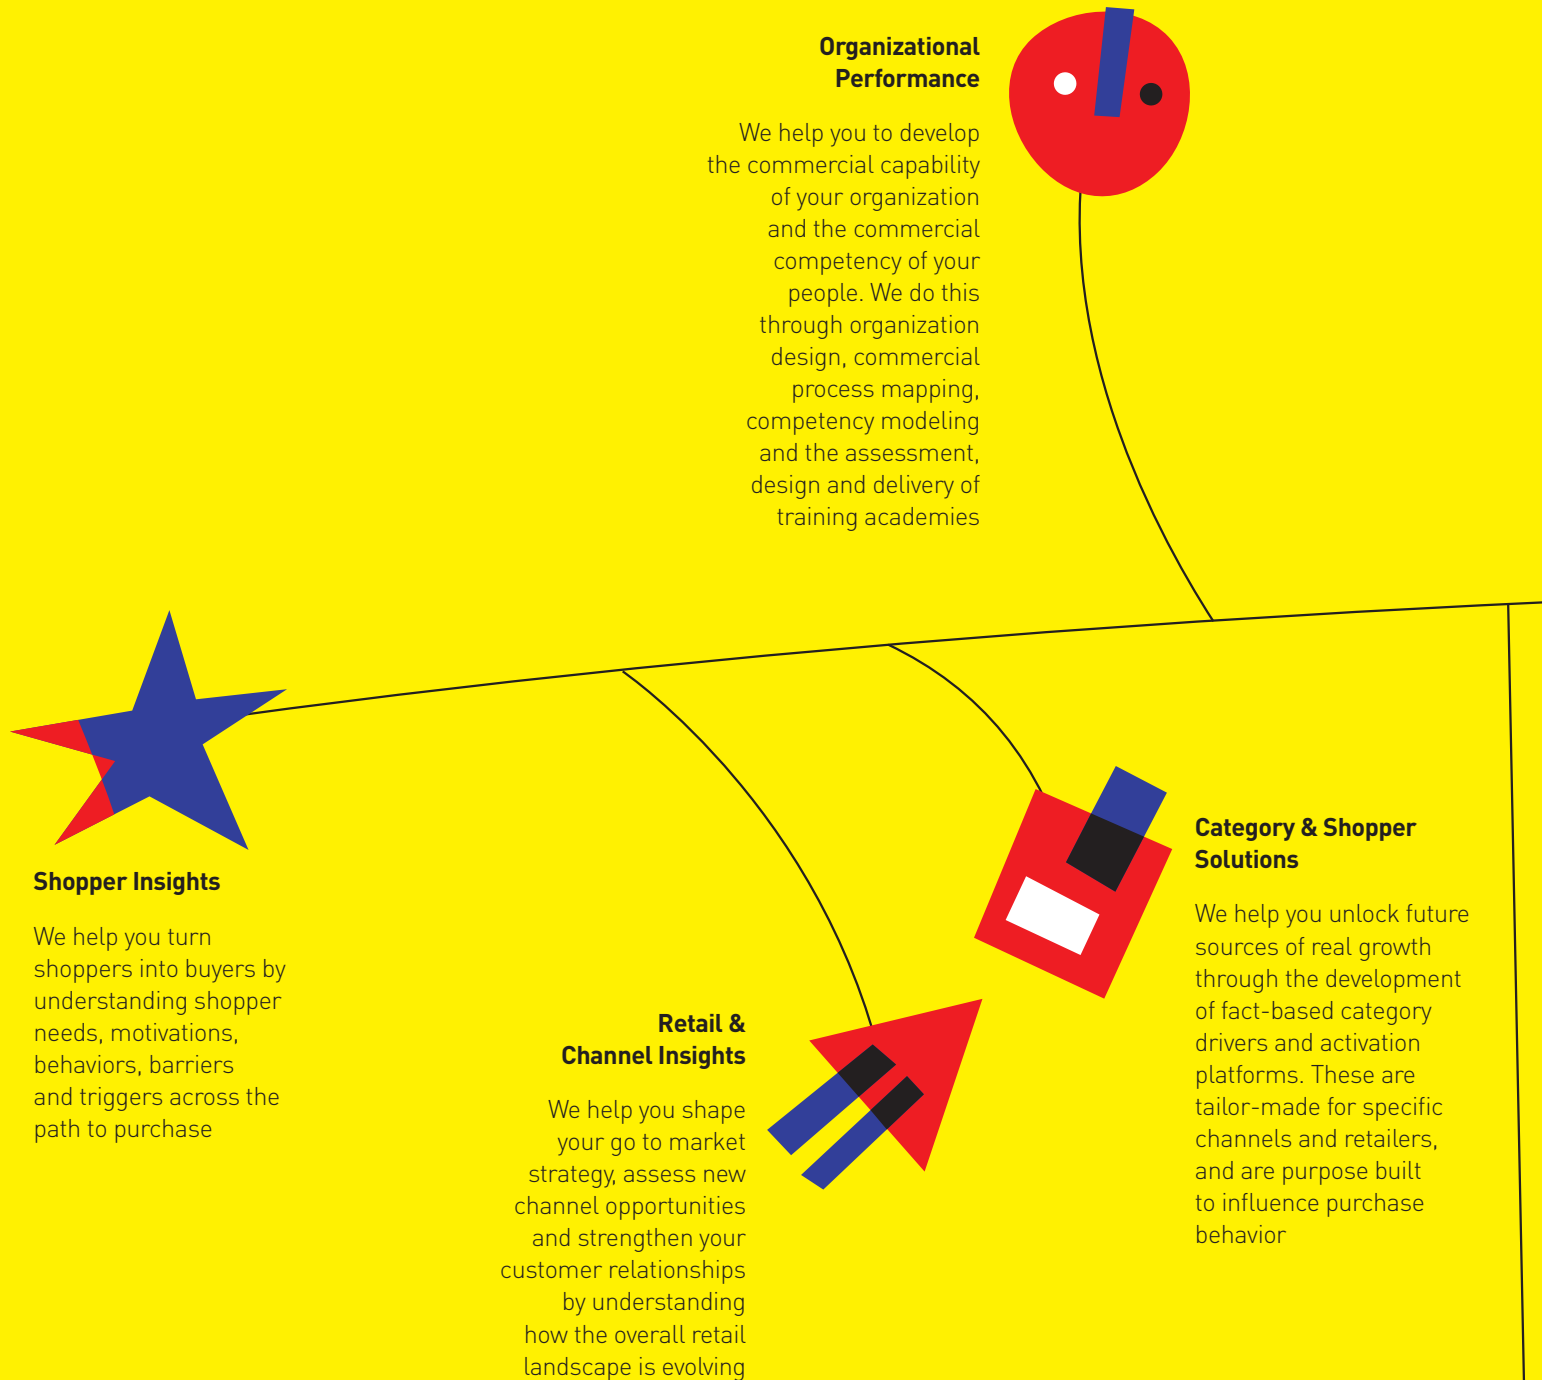 Organizational
Performance
We help you to develop
the commercial capability
of your organization
and the commercial
competency of your
people. We do this
through organization
design, commercial
process mapping,
competency modeling
and the assessment,
design and delivery of
training academies
Shopper Insights
We help you turn
shoppers into buyers by
understanding shopper
needs, motivations,
behaviors, barriers
and triggers across the
path to purchase
Retail &
Channel Insights
We help you shape
your go to market
strategy, assess new
channel opportunities
and strengthen your
customer relationships
by understanding
how the overall retail
landscape is evolving
Category & Shopper
Solutions
We help you unlock future
sources of real growth
through the development
of fact-based category
drivers and activation
platforms. These are
tailor-made for specific
channels and retailers,
and are purpose built
to influence purchase
behavior